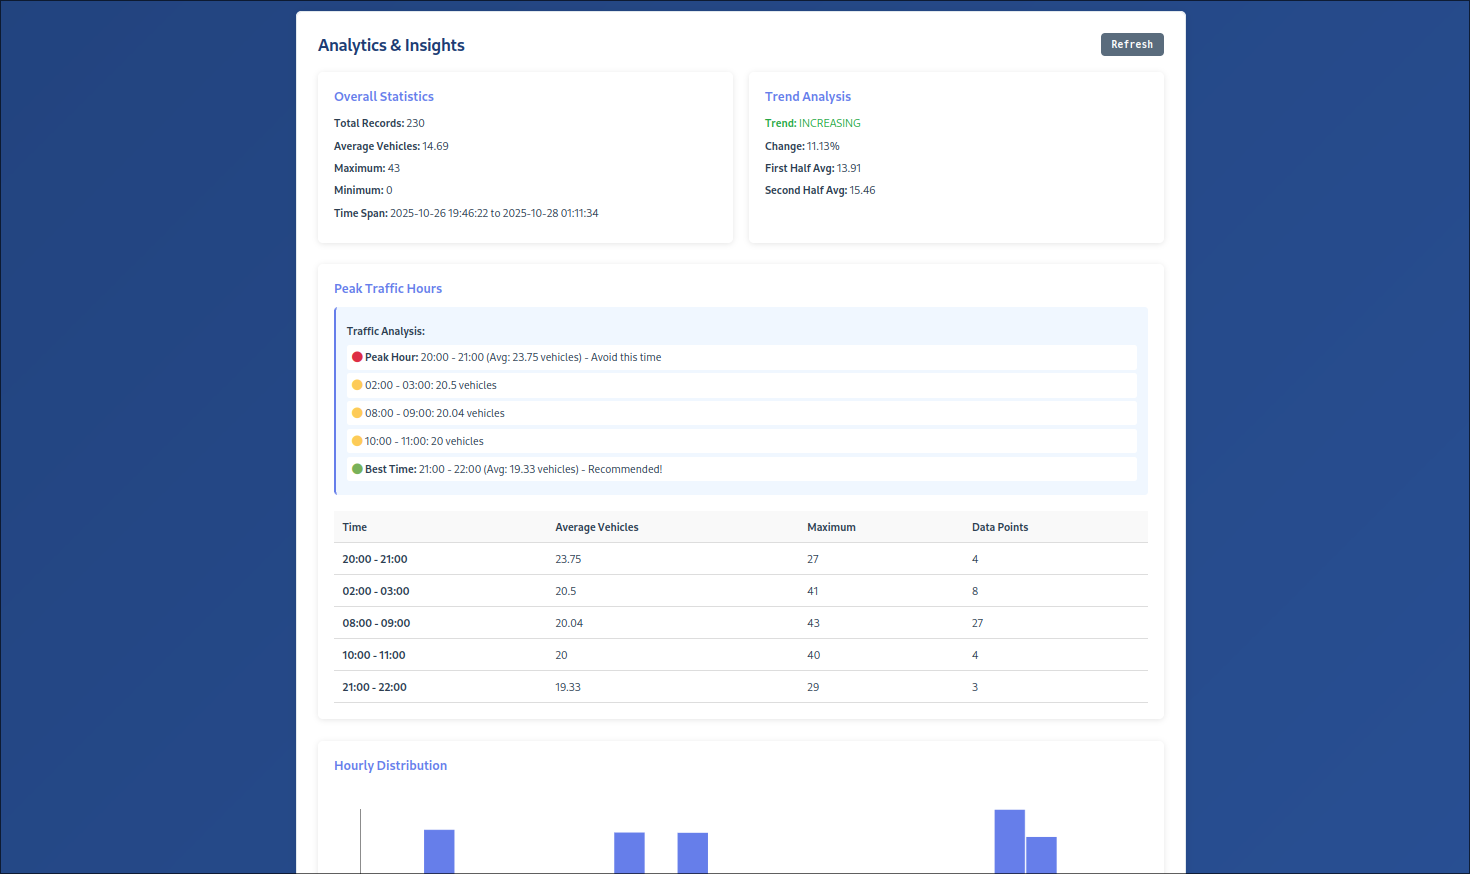 Analytics & Insights
Refresh
Overall Statistics
Total Records: 230
Average Vehicles: 14.69
Maximum: 43
Minimum: 0
Time Span: 2025-10-26 19:46:22 to 2025-10-28 01:11:34
Trend Analysis
Trend: INCREASING
Change: 11.13%
First Half Avg: 13.91
Second Half Avg: 15.46
Peak Traffic Hours
Traffic Analysis:
Peak Hour: 20:00 - 21:00 (Avg: 23.75 vehicles) - Avoid this time
02:00 - 03:00: 20.5 vehicles
08:00 - 09:00: 20.04 vehicles
10:00 - 11:00: 20 vehicles
Best Time: 21:00 - 22:00 (Avg: 19.33 vehicles) - Recommended!
Time Average Vehicles Maximum Data Points
20:00 - 21:00 23.75 27 4
02:00 - 03:00 20.5 41 8
08:00 - 09:00 20.04 43 27
10:00 - 11:00 20 40 4
21:00 - 22:00 19.33 29 3
Hourly Distribution